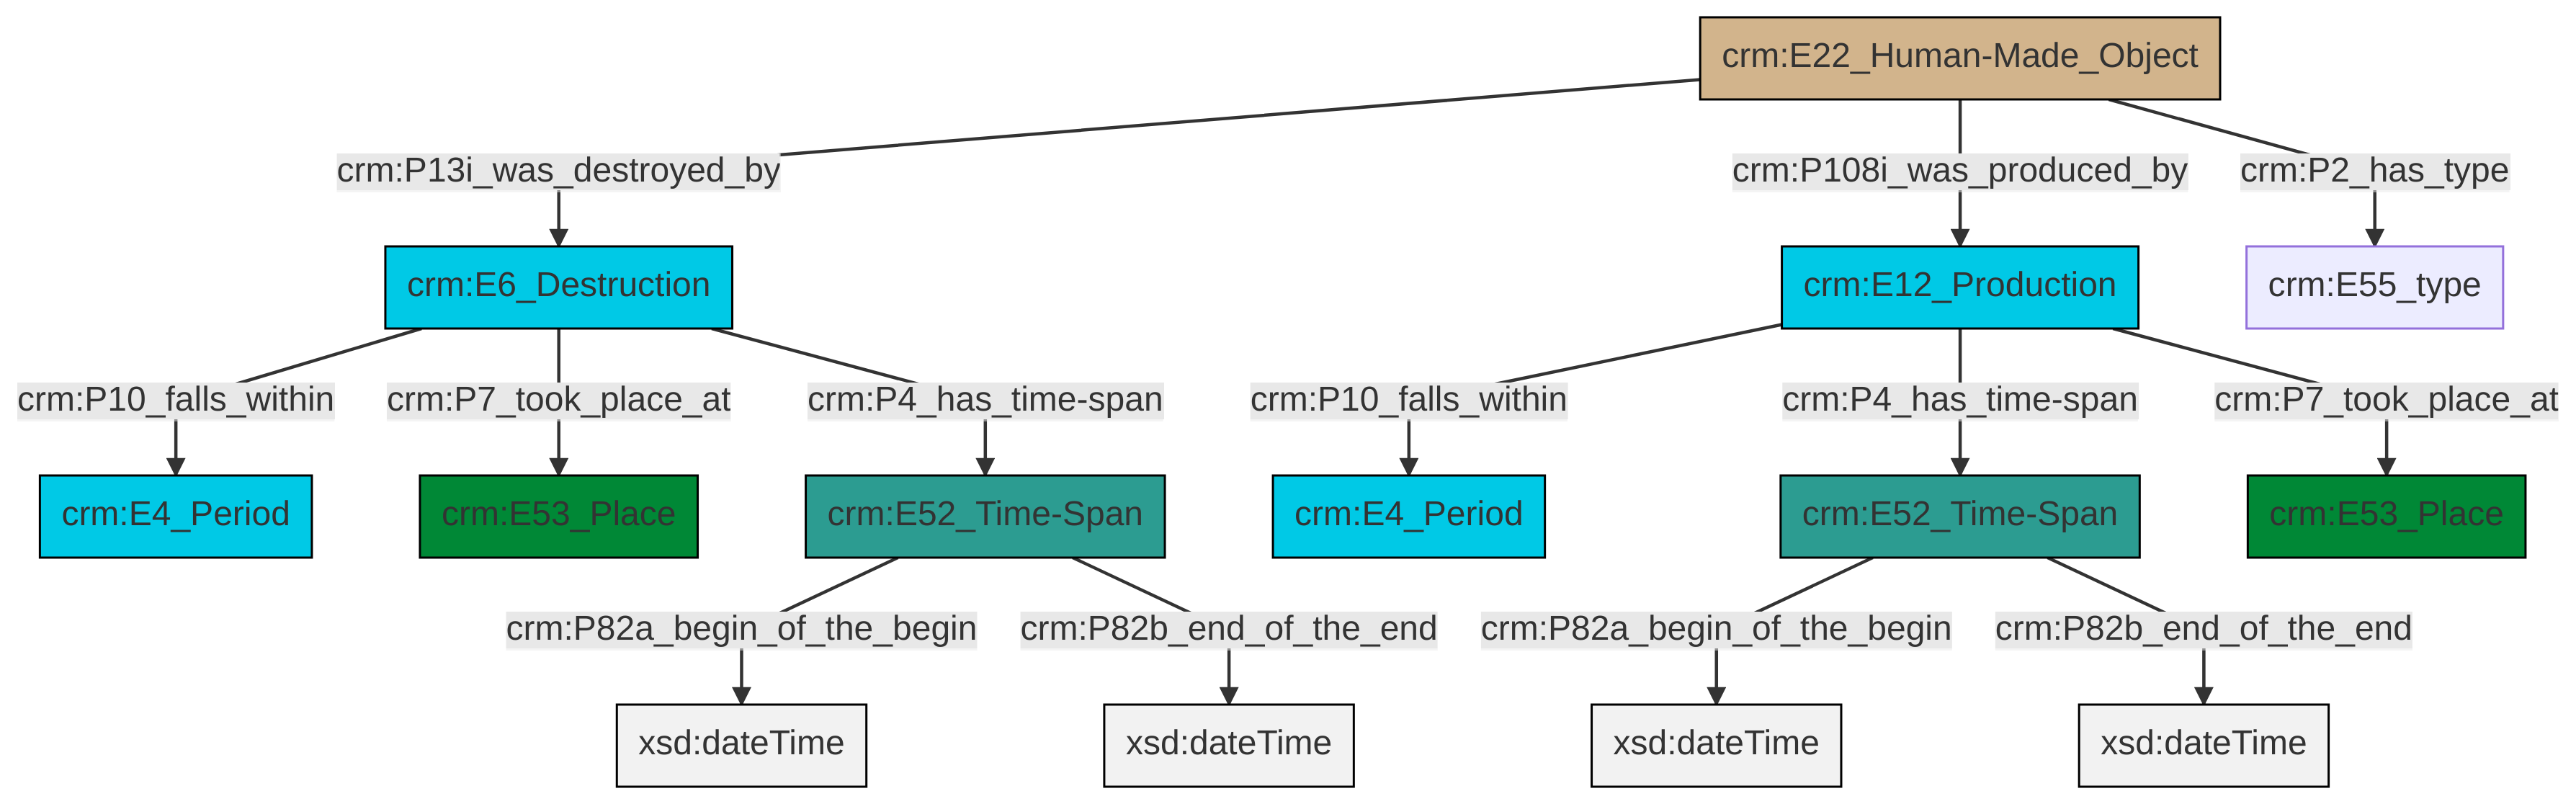 crm:E22_Human-Made_Object
crm:P13i_was_destroyed_by
crm:P108i_was_produced_by
crm:P2_has_type
crm:E6_Destruction
crm:E12_Production
crm:E55_type
crm:P10_falls_within
crm:P7_took_place_at
crm:P4_has_time-span
crm:P10_falls_within
crm:P4_has_time-span
crm:P7_took_place_at
crm:E4_Period
crm:E53_Place
crm:E52_Time-Span
crm:E4_Period
crm:E52_Time-Span
crm:E53_Place
crm:P82a_begin_of_the_begin
crm:P82b_end_of_the_end
crm:P82a_begin_of_the_begin
crm:P82b_end_of_the_end
xsd:dateTime
xsd:dateTime
xsd:dateTime
xsd:dateTime